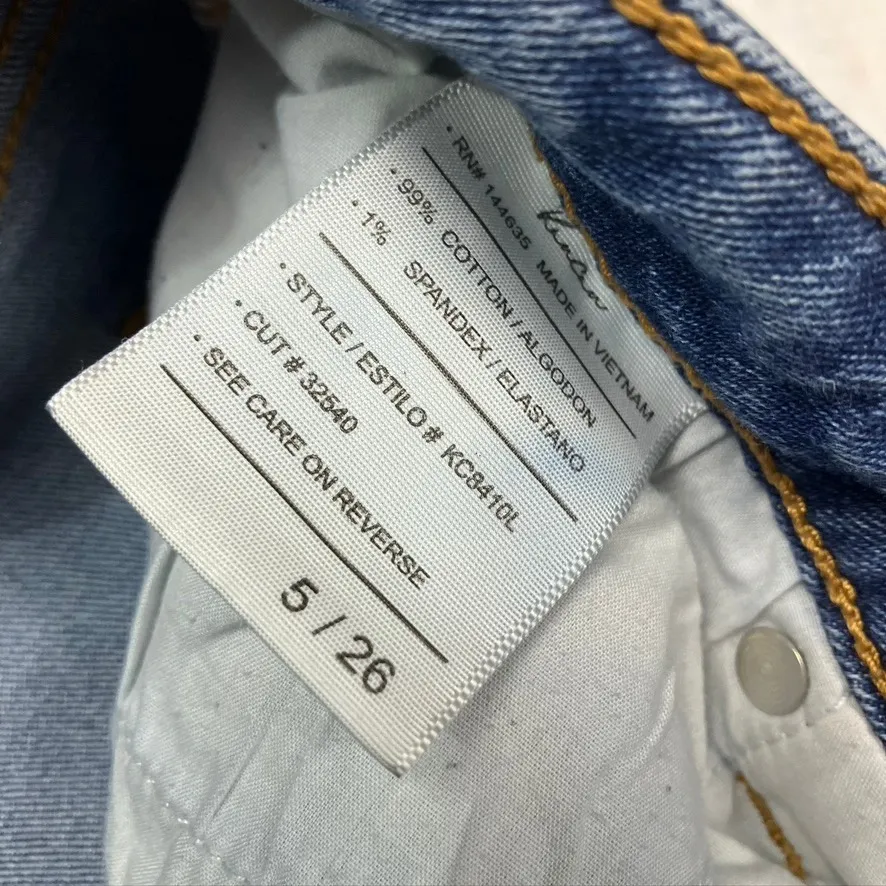 Kancan
· RN# 144635 MADE IN VIETNAM
· 99% COTTON / ALGODON
· 1% SPANDEX / ELASTANO
· STYLE / ESTILO # KC8410L
· CUT # 32540
· SEE CARE ON REVERSE
5 / 26